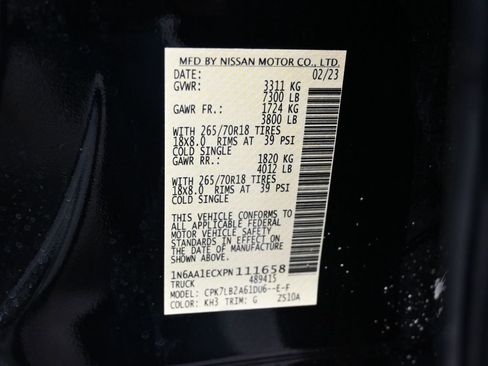 MFD BY NISSAN MOTOR CO., LTD.
DATE: 02/23
GVWR: 3311 KG
7300 LB
GAWR FR.: 1724 KG
3800 LB
WITH 265/70R18 TIRES
18x8.0 RIMS AT 39 PSI
COLD SINGLE
GAWR RR.: 1820 KG
4012 LB
WITH 265/70R18 TIRES
18x8.0 RIMS AT 39 PSI
COLD SINGLE
THIS VEHICLE CONFORMS TO
ALL APPLICABLE FEDERAL
MOTOR VEHICLE SAFETY
STANDARDS IN EFFECT ON
THE DATE OF MANUFACTURE
SHOWN ABOVE.
1N6AA1ECXPN111658
TRUCK 489415
MODEL: CPK7LBZA61DU6--E-F
COLOR: KH3 TRIM: G Z510A